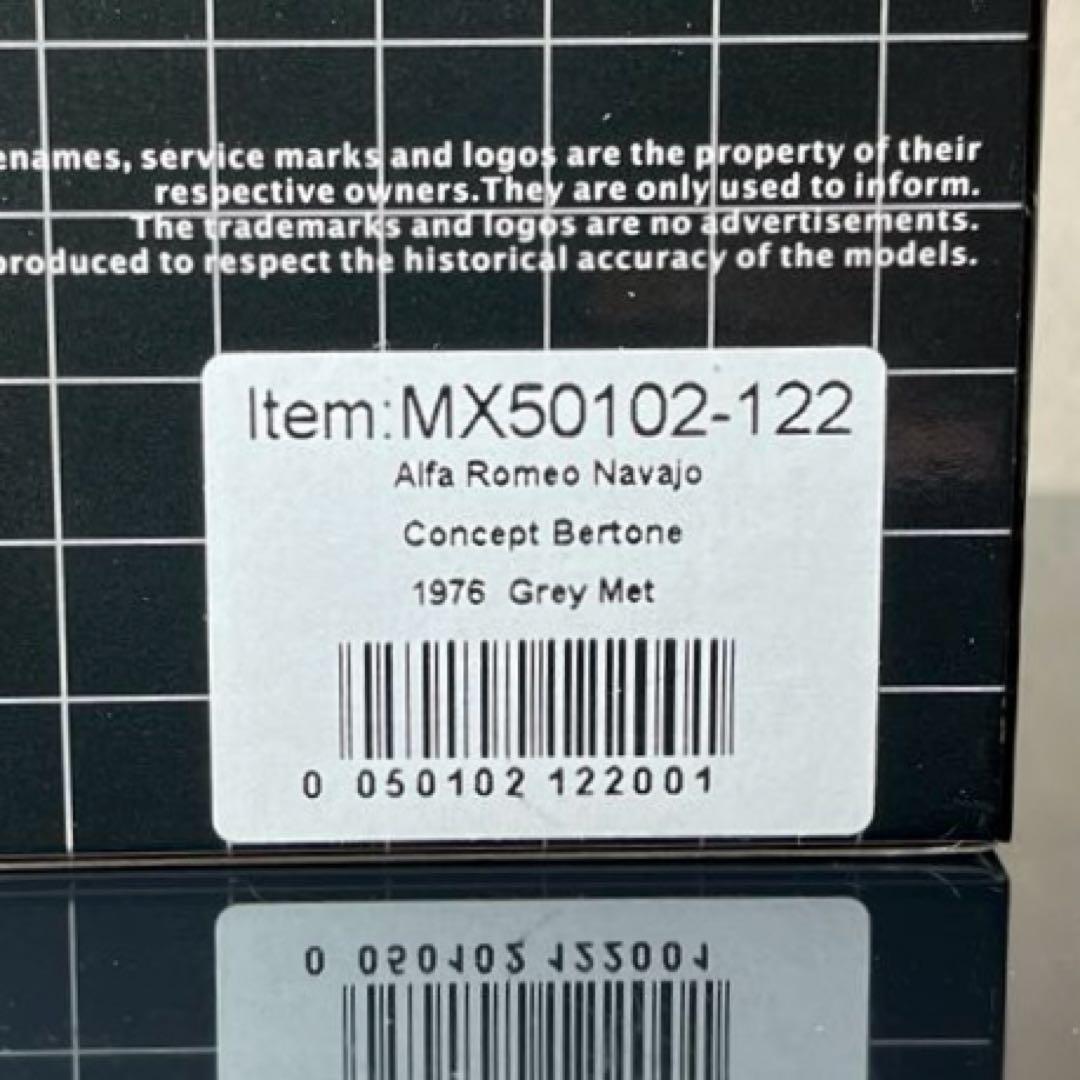 names, service marks and logos are the property of their
respective owners.They are only used to inform.
The trademarks and logos are no advertisements.
produced to respect the historical accuracy of the models.
Item:MX50102-122
Alfa Romeo Navajo
Concept Bertone
1976 Grey Met
0 050102 122001